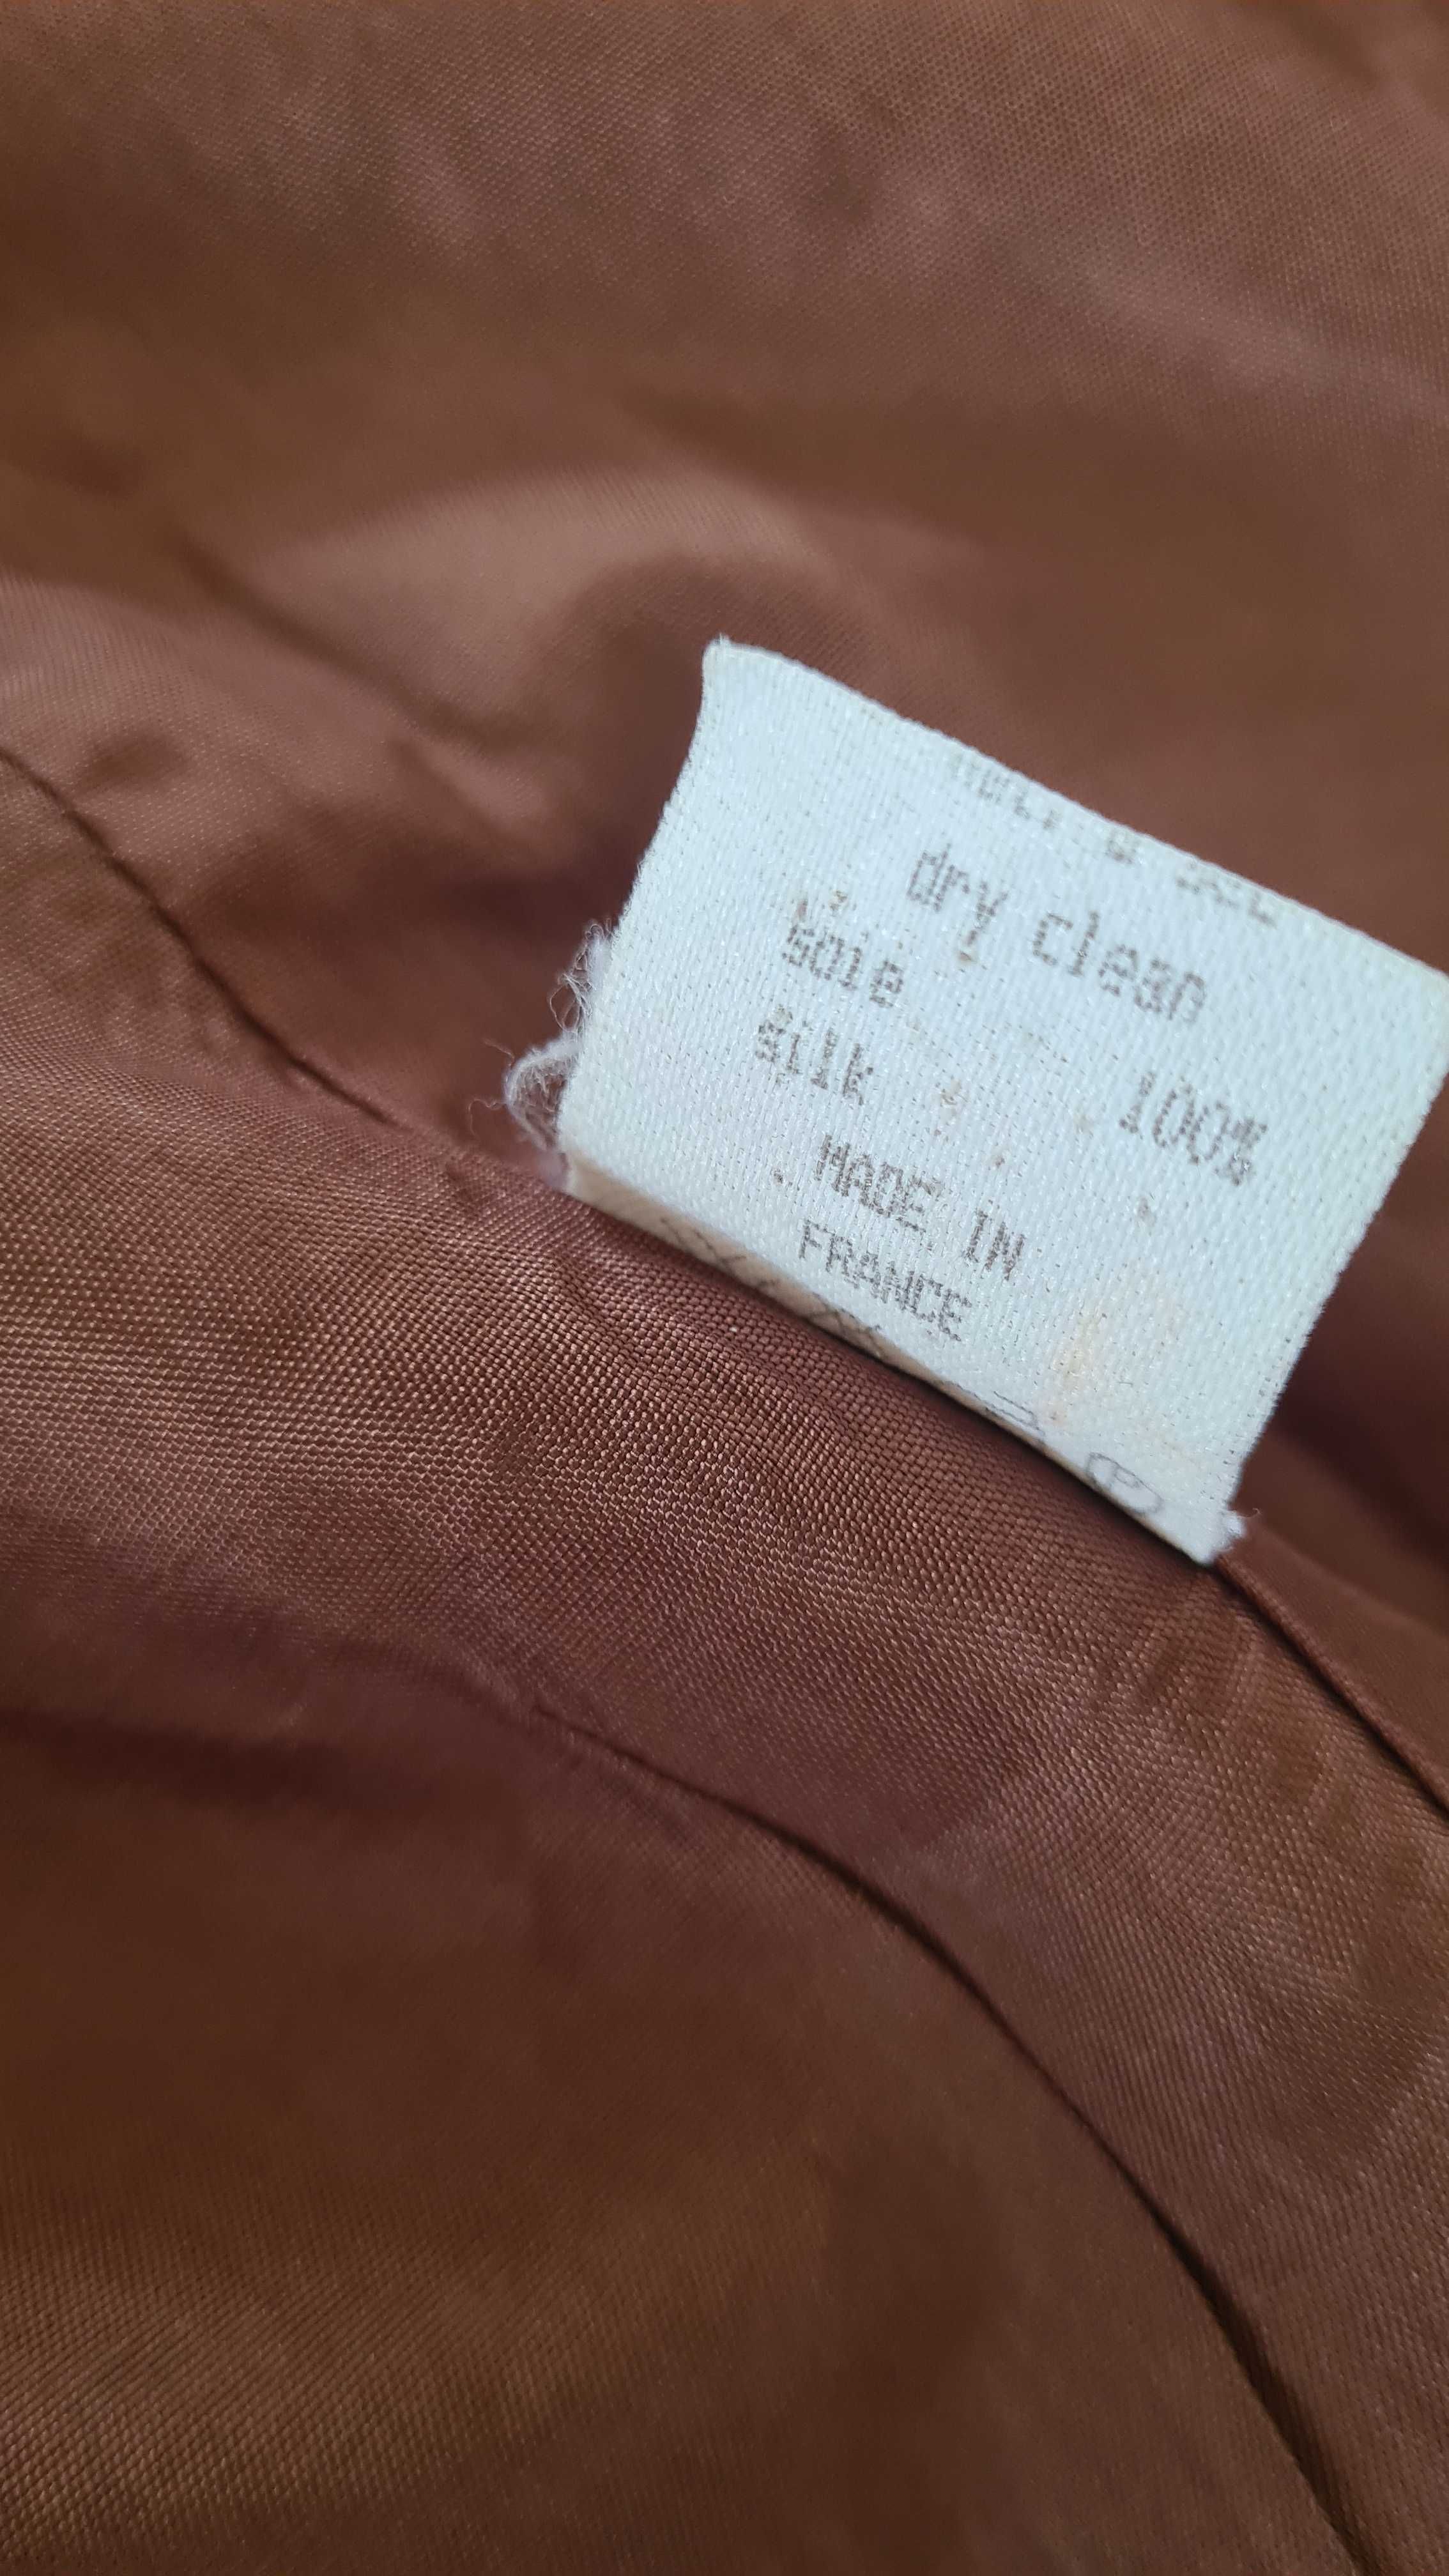 dry clean
soie
silk 100%
MADE IN
FRANCE